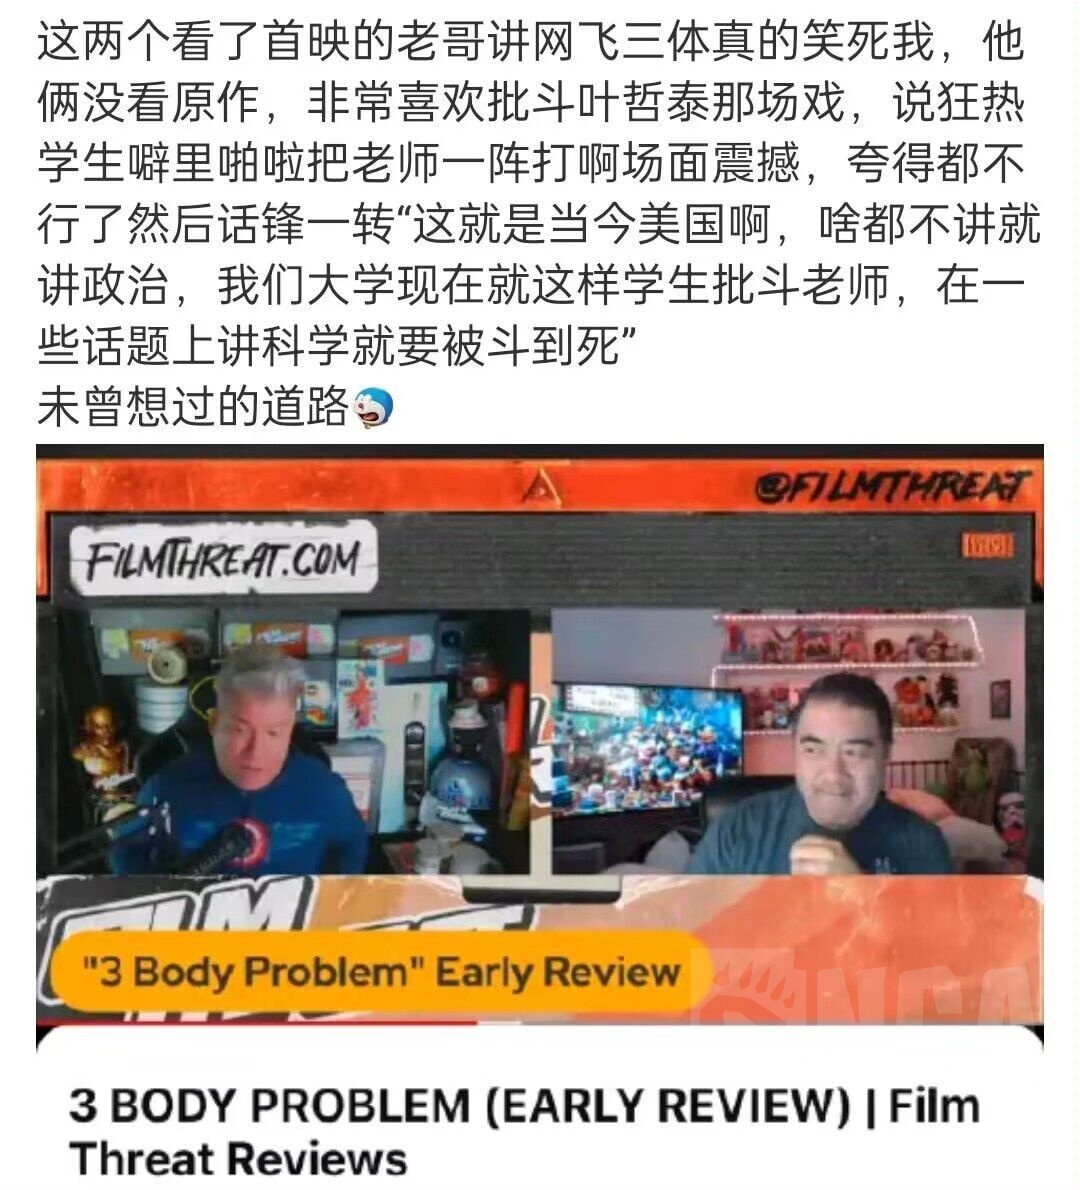 这两个看了首映的老哥讲网飞三体真的笑死我，他
俩没看原作，非常喜欢批斗叶哲泰那场戏，说狂热
学生噼里啪啦把老师一阵打啊场面震撼，夸得都不
行了然后话锋一转“这就是当今美国啊，啥都不讲就
讲政治，我们大学现在就这样学生批斗老师，在一
些话题上讲科学就要被斗到死”
未曾想过的道路
@FILMTHREAT
FILMTHREAT.COM
"3 Body Problem" Early Review
NGA
3 BODY PROBLEM (EARLY REVIEW) | Film
Threat Reviews